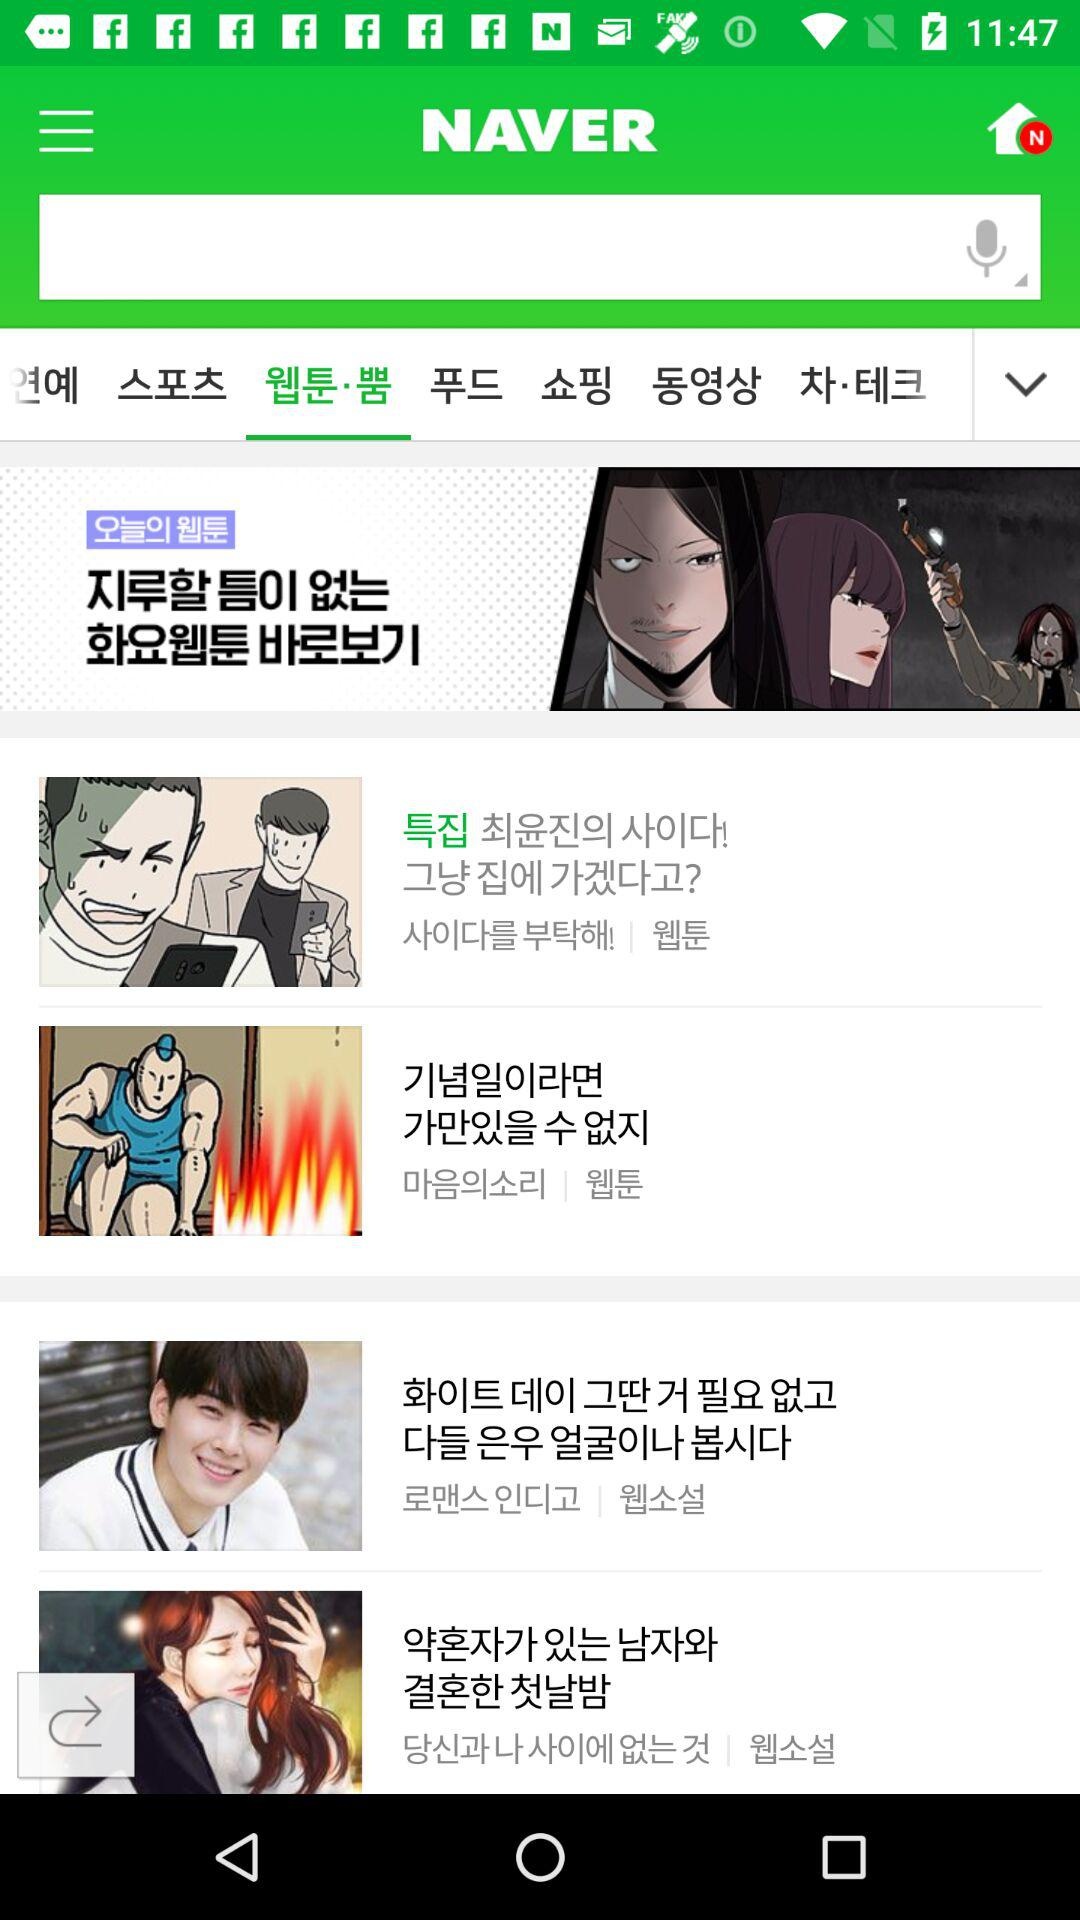 FAKE
11:47
NAVER
N
연예 스포츠 웹툰·뿜 푸드 쇼핑 동영상 차·테크
오늘의 웹툰
지루할 틈이 없는
화요웹툰 바로보기
특집 최윤진의 사이다!
그냥 집에 가겠다고?
사이다를 부탁해! | 웹툰
기념일이라면
가만있을 수 없지
마음의소리 | 웹툰
화이트 데이 그딴 거 필요 없고
다들 은우 얼굴이나 봅시다
로맨스 인디고 | 웹소설
약혼자가 있는 남자와
결혼한 첫날밤
당신과 나 사이에 없는 것 | 웹소설